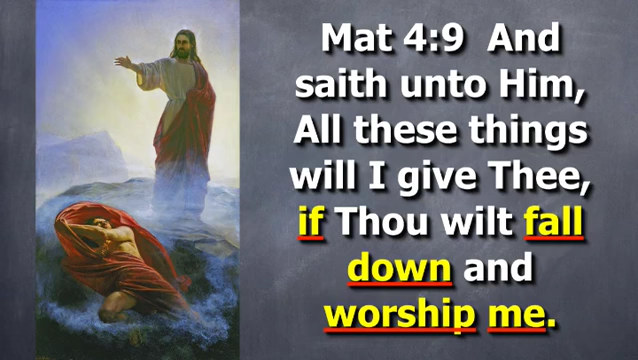 Mat 4:9 And
saith unto Him,
All these things
will I give Thee,
if Thou wilt fall
down and
worship me.